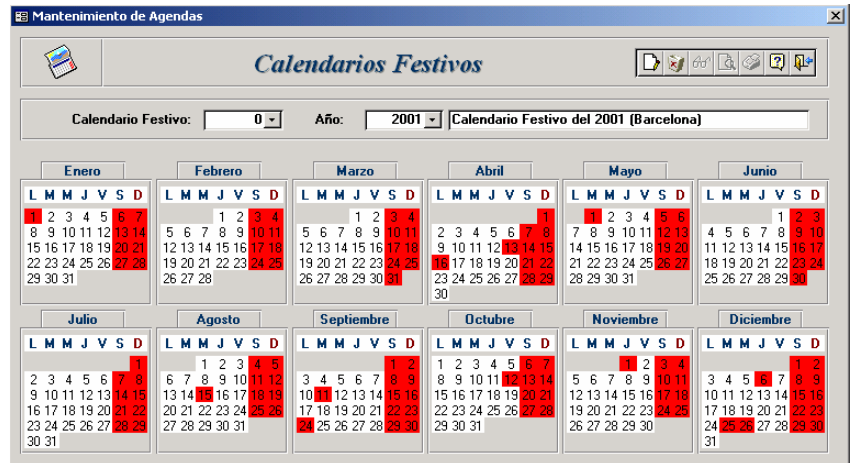 Mantenimiento de Agendas
Calendarios Festivos
Calendario Festivo: 0 Año: 2001 Calendario Festivo del 2001 (Barcelona)
Enero
L M M J V S D
1 2 3 4 5 6 7
8 9 10 11 12 13 14
15 16 17 18 19 20 21
22 23 24 25 26 27 28
29 30 31
Febrero
L M M J V S D
1 2 3 4
5 6 7 8 9 10 11
12 13 14 15 16 17 18
19 20 21 22 23 24 25
26 27 28
Marzo
L M M J V S D
1 2 3 4
5 6 7 8 9 10 11
12 13 14 15 16 17 18
19 20 21 22 23 24 25
26 27 28 29 30 31
Abril
L M M J V S D
1
2 3 4 5 6 7 8
9 10 11 12 13 14 15
16 17 18 19 20 21 22
23 24 25 26 27 28 29
30
Mayo
L M M J V S D
1 2 3 4 5 6
7 8 9 10 11 12 13
14 15 16 17 18 19 20
21 22 23 24 25 26 27
28 29 30 31
Junio
L M M J V S D
1 2 3
4 5 6 7 8 9 10
11 12 13 14 15 16 17
18 19 20 21 22 23 24
25 26 27 28 29 30
Julio
L M M J V S D
1
2 3 4 5 6 7 8
9 10 11 12 13 14 15
16 17 18 19 20 21 22
23 24 25 26 27 28 29
30 31
Agosto
L M M J V S D
1 2 3 4 5
6 7 8 9 10 11 12
13 14 15 16 17 18 19
20 21 22 23 24 25 26
27 28 29 30 31
Septiembre
L M M J V S D
1 2
3 4 5 6 7 8 9
10 11 12 13 14 15 16
17 18 19 20 21 22 23
24 25 26 27 28 29 30
Octubre
L M M J V S D
1 2 3 4 5 6 7
8 9 10 11 12 13 14
15 16 17 18 19 20 21
22 23 24 25 26 27 28
29 30 31
Noviembre
L M M J V S D
1 2 3 4
5 6 7 8 9 10 11
12 13 14 15 16 17 18
19 20 21 22 23 24 25
26 27 28 29 30
Diciembre
L M M J V S D
1 2
3 4 5 6 7 8 9
10 11 12 13 14 15 16
17 18 19 20 21 22 23
24 25 26 27 28 29 30
31